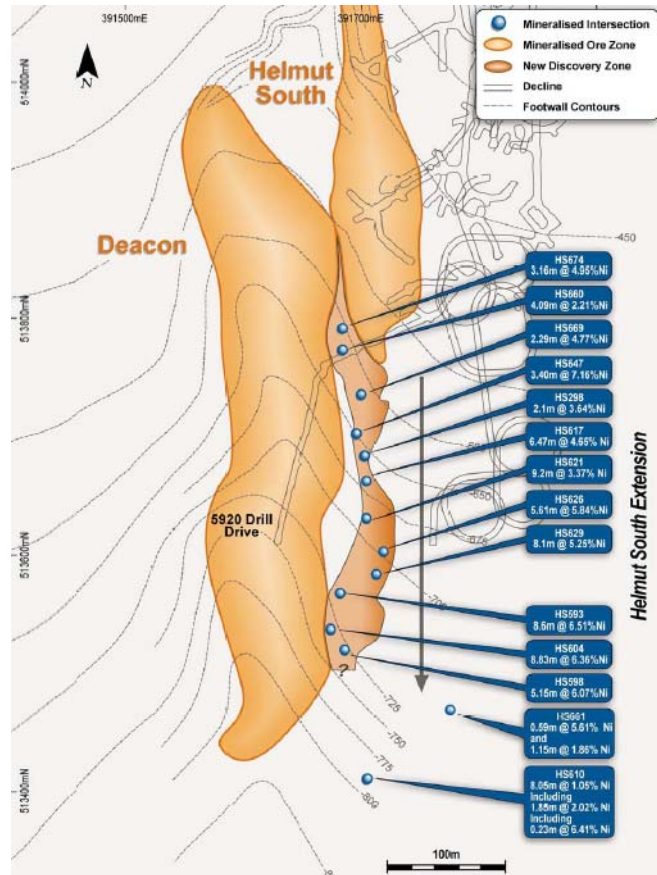 391500mE
391700mE
Mineralised Intersection
Mineralised Ore Zone
New Discovery Zone
Decline
Footwall Contours
N
514000mN
Helmut
South
Deacon
-450
HS674
3.16m @ 4.95%Ni
HS660
4.09m @ 2.21%Ni
513800mN
HS669
2.29m @ 4.77%Ni
HS647
3.40m @ 7.16%Ni
HS298
2.1m @ 3.64%Ni
HS617
6.47m @ 4.65%Ni
HS621
9.2m @ 3.37%Ni
-650
-675
HS626
5.61m @ 5.84%Ni
5920 Drill
Drive
HS629
8.1m @ 5.25%Ni
513600mN
Helmut South Extension
-700
HS593
8.6m @ 6.51%Ni
HS604
8.83m @ 6.36%Ni
?
HS598
5.15m @ 6.07%Ni
-725
-750
-775
-800
HS661
0.59m @ 5.61% Ni
and
1.15m @ 1.86%Ni
513400mN
HS610
8.05m @ 1.05% Ni
Including
1.85m @ 2.02% Ni
Including
0.23m @ 6.41% Ni
100m